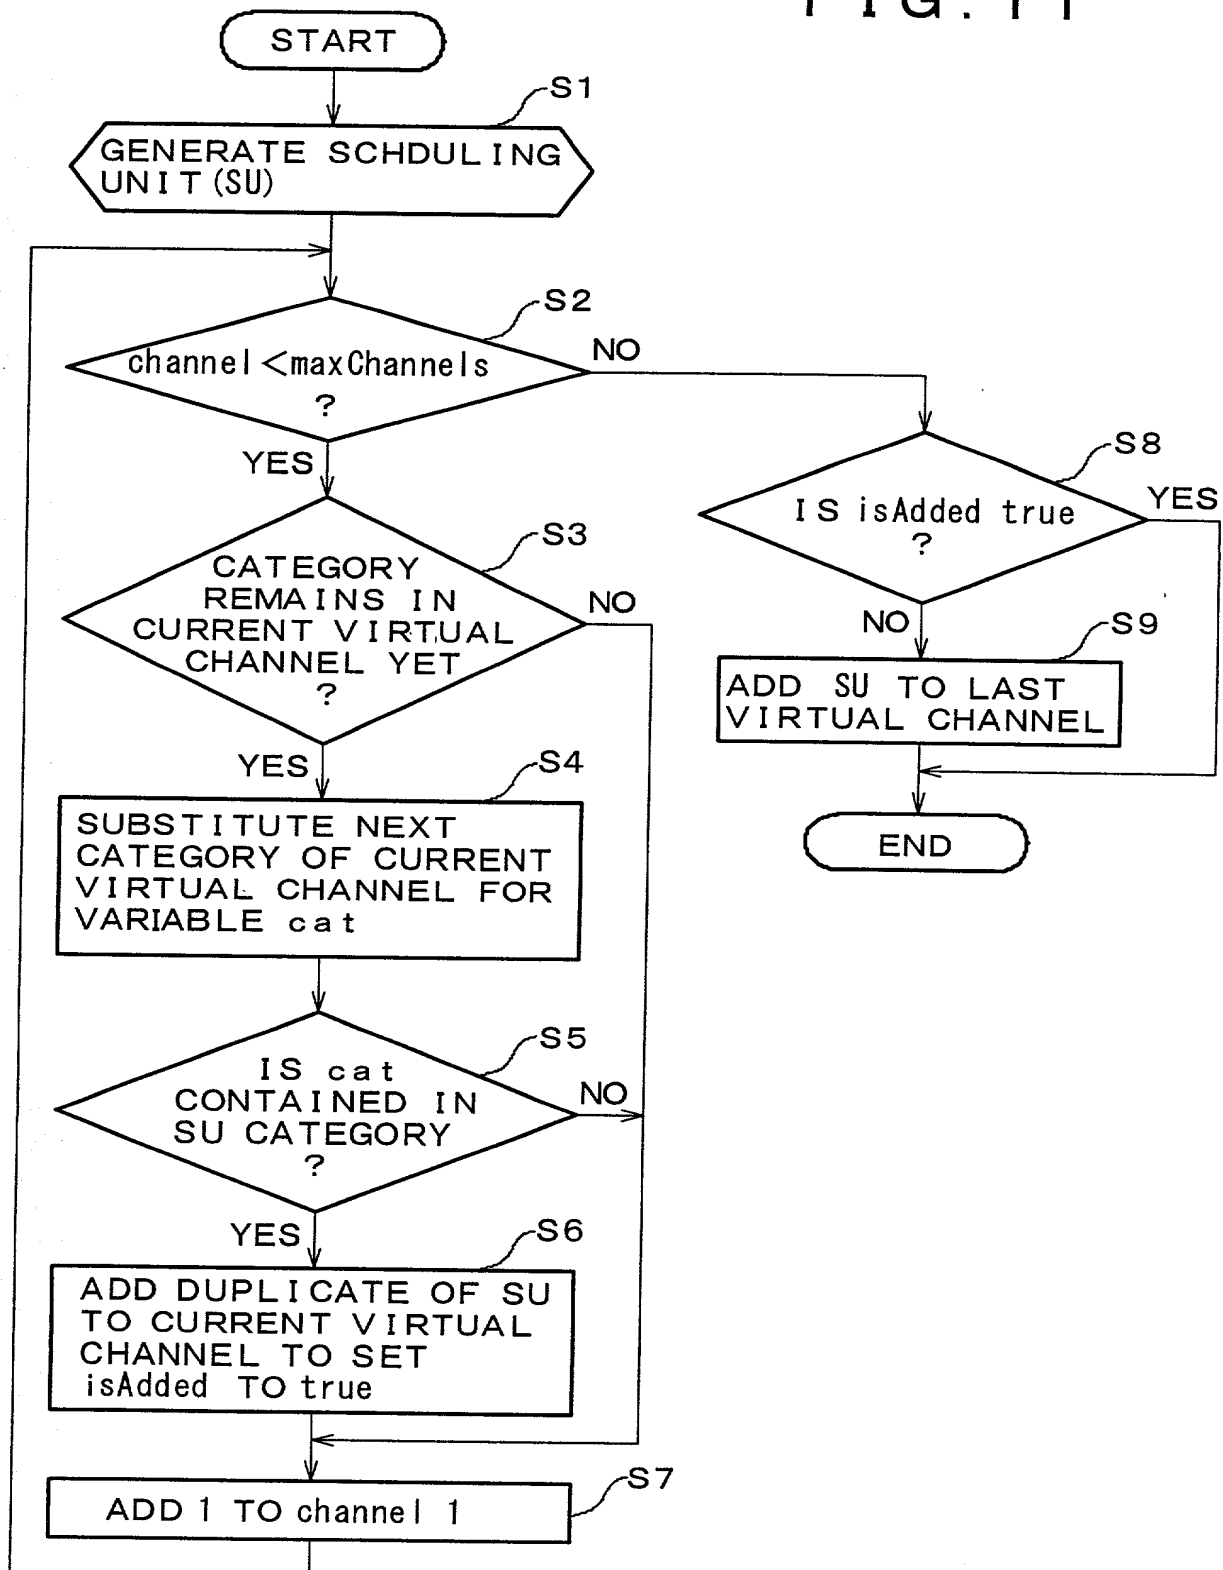 FIG. 11
START
S1
GENERATE SCHDULING
UNIT (SU)
S2
channel <maxChannels
?
NO
YES
S8
IS isAdded true
?
YES
NO
S3
CATEGORY
REMAINS IN
CURRENT VIRTUAL
CHANNEL YET
?
NO
YES
S9
ADD SU TO LAST
VIRTUAL CHANNEL
END
S4
SUBSTITUTE NEXT
CATEGORY OF CURRENT
VIRTUAL CHANNEL FOR
VARIABLE cat
S5
IS cat
CONTAINED IN
SU CATEGORY
?
NO
YES
S6
ADD DUPLICATE OF SU
TO CURRENT VIRTUAL
CHANNEL TO SET
isAdded TO true
S7
ADD 1 TO channel 1